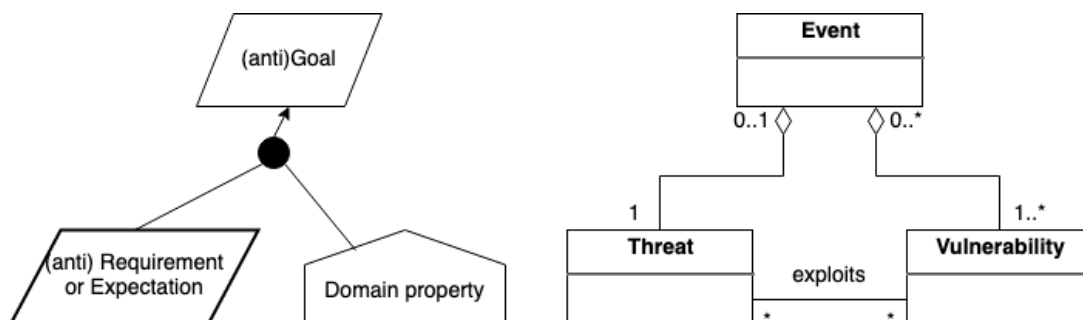 (anti)Goal
(anti) Requirement
or Expectation
Domain property
Event
0..1
0..*
1
1..*
Threat
Vulnerability
exploits
*
*